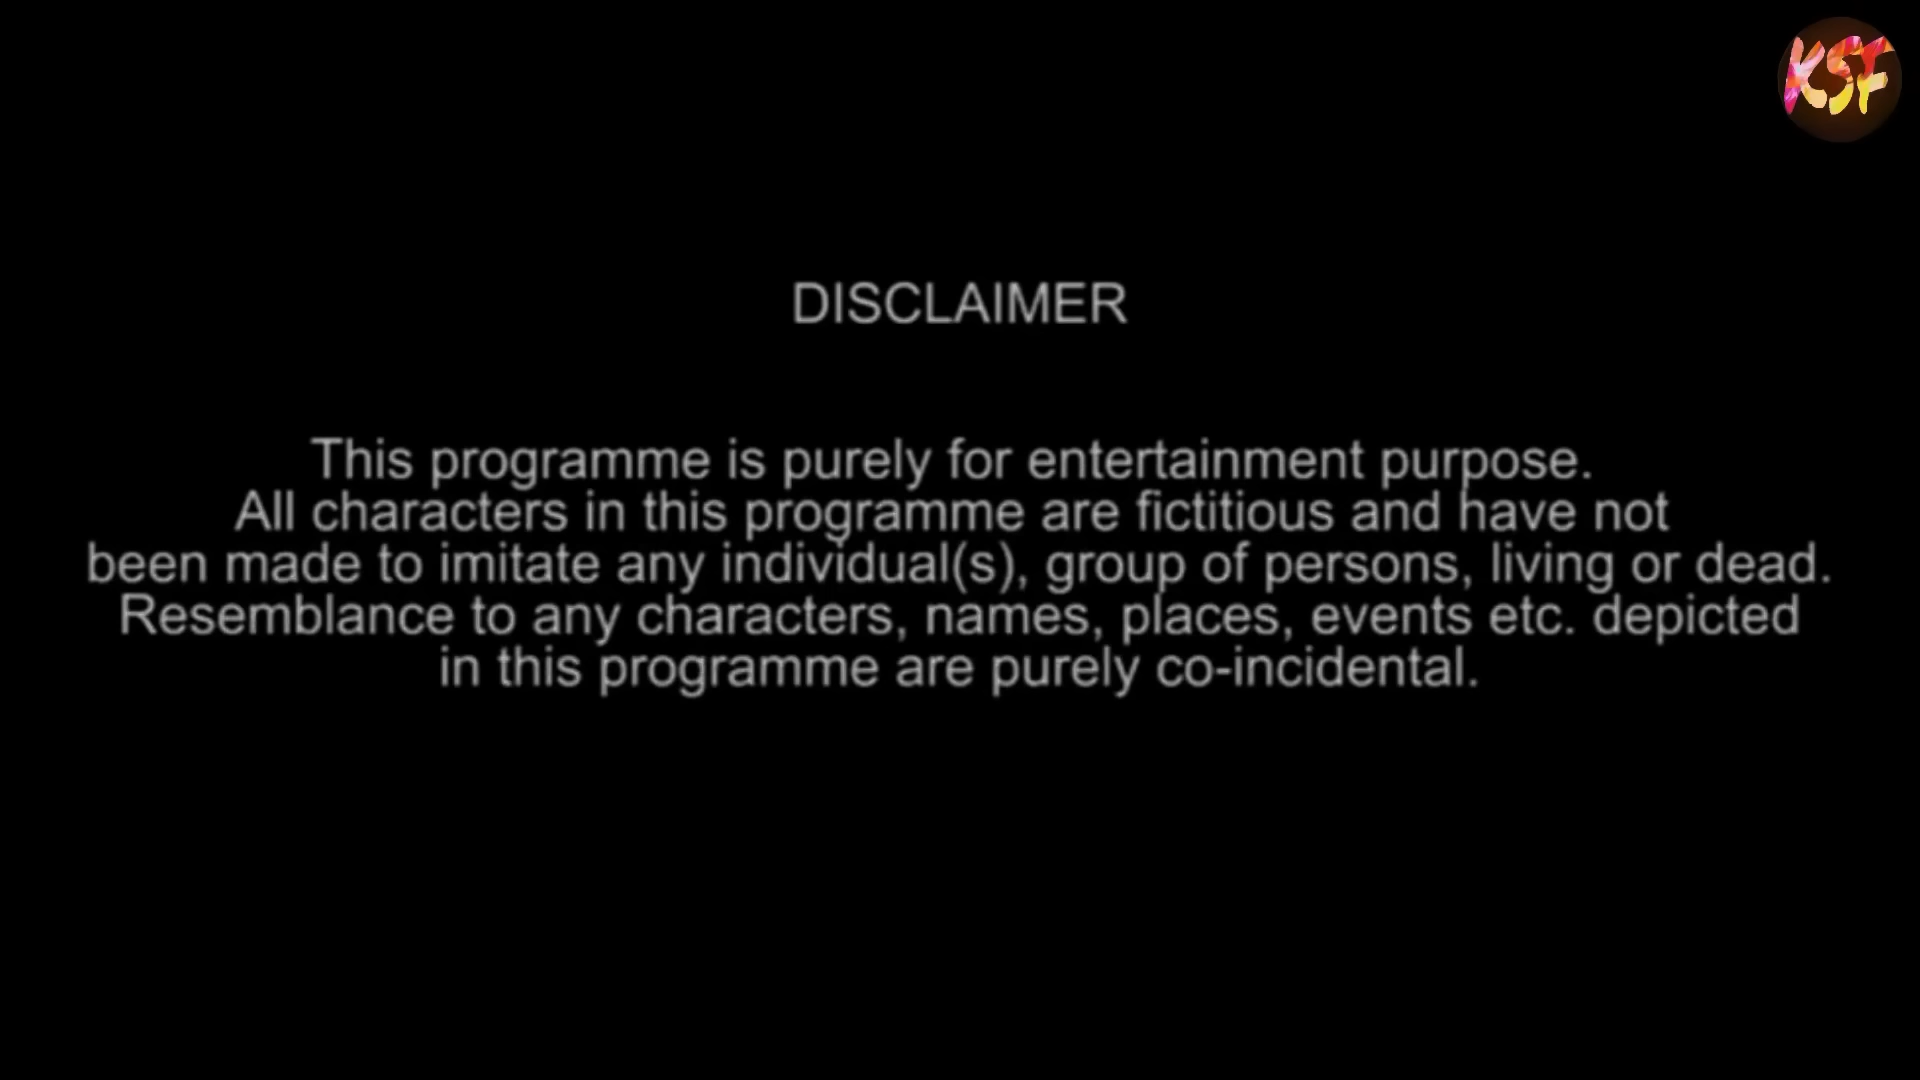 KSF
DISCLAIMER
This programme is purely for entertainment purpose.
All characters in this programme are fictitious and have not
been made to imitate any individual(s), group of persons, living or dead.
Resemblance to any characters, names, places, events etc. depicted
in this programme are purely co-incidental.